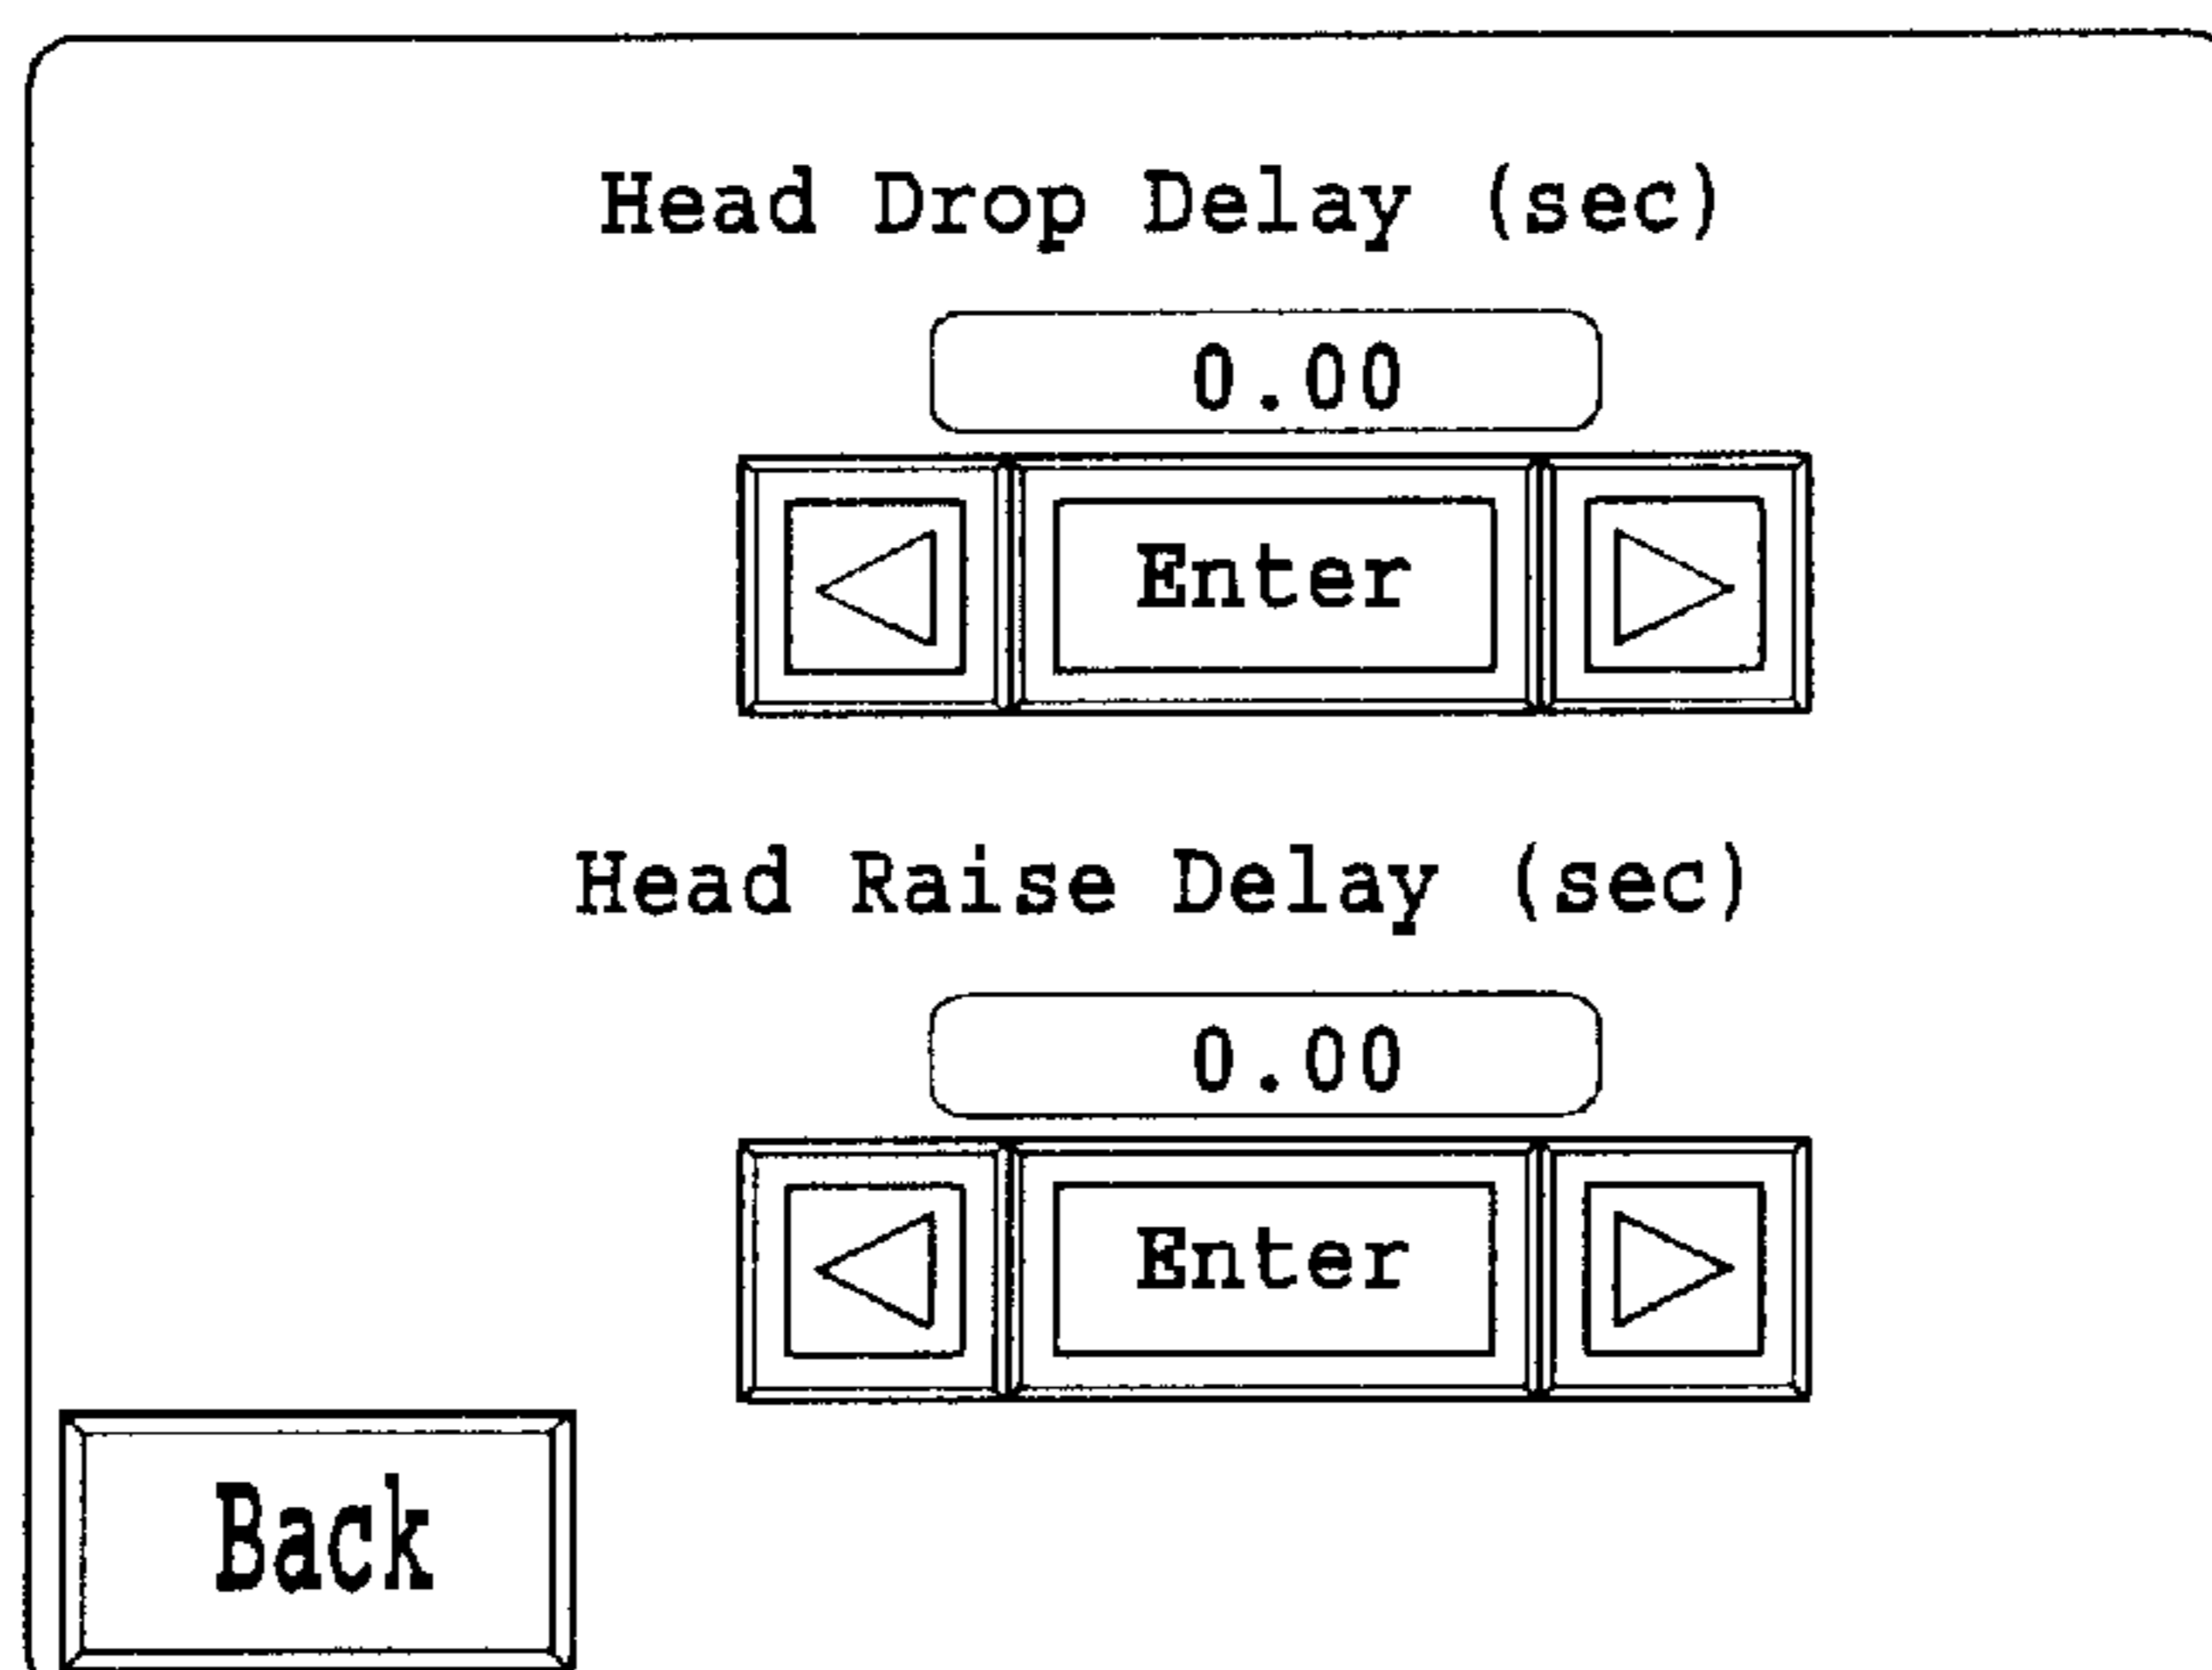 Head Drop Delay (sec)
0.00
Enter
Head Raise Delay (sec)
0.00
Enter
Back